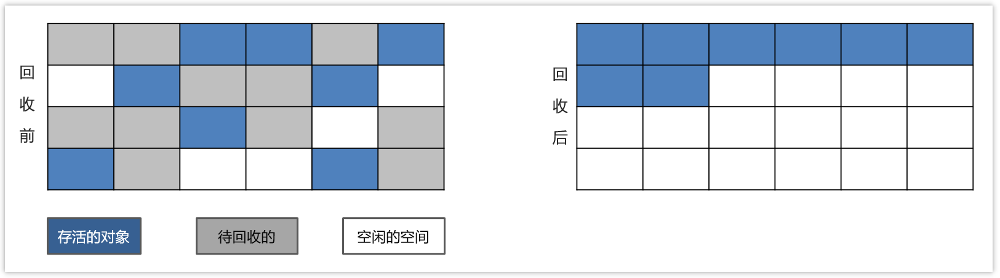 回收前
回收后
存活的对象
待回收的
空闲的空间